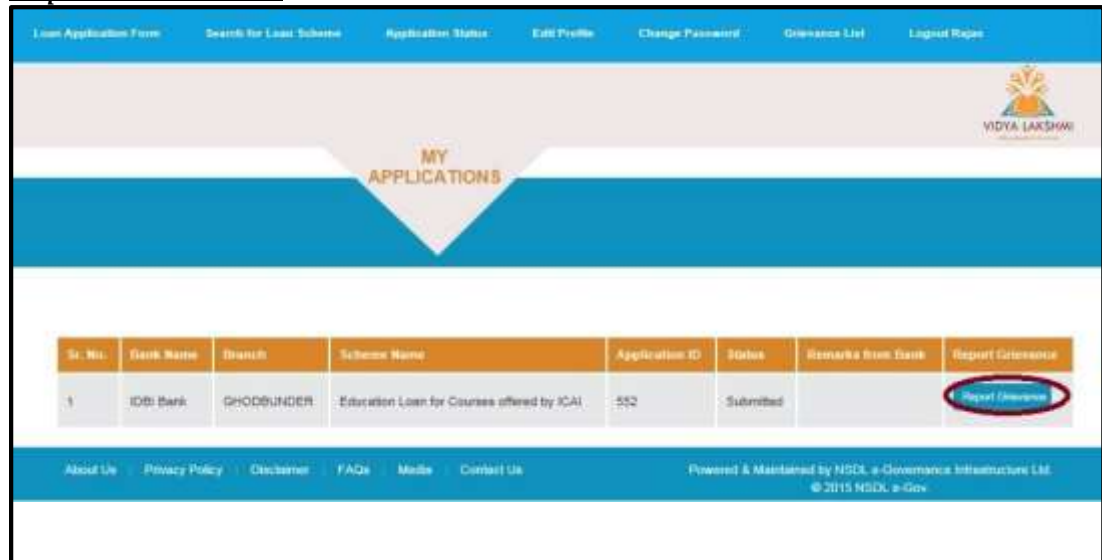 Loan Application Form Search for Loan Scheme Application Status Edit Profile Change Password Grievance List Logout Rajan
VIDYA LAKSHMI
MY
APPLICATIONS
Sr. No. Bank Name Branch Scheme Name Application ID Status Remarks from Bank Report Grievance
1 IDBI Bank GHODBUNDER Education Loan for Courses offered by ICAI 552 Submitted Report Grievance
About Us Privacy Policy Disclaimer FAQs Media Contact Us Powered & Maintained by NSDL e-Governance Infrastructure Ltd.
© 2015 NSDL e-Gov.